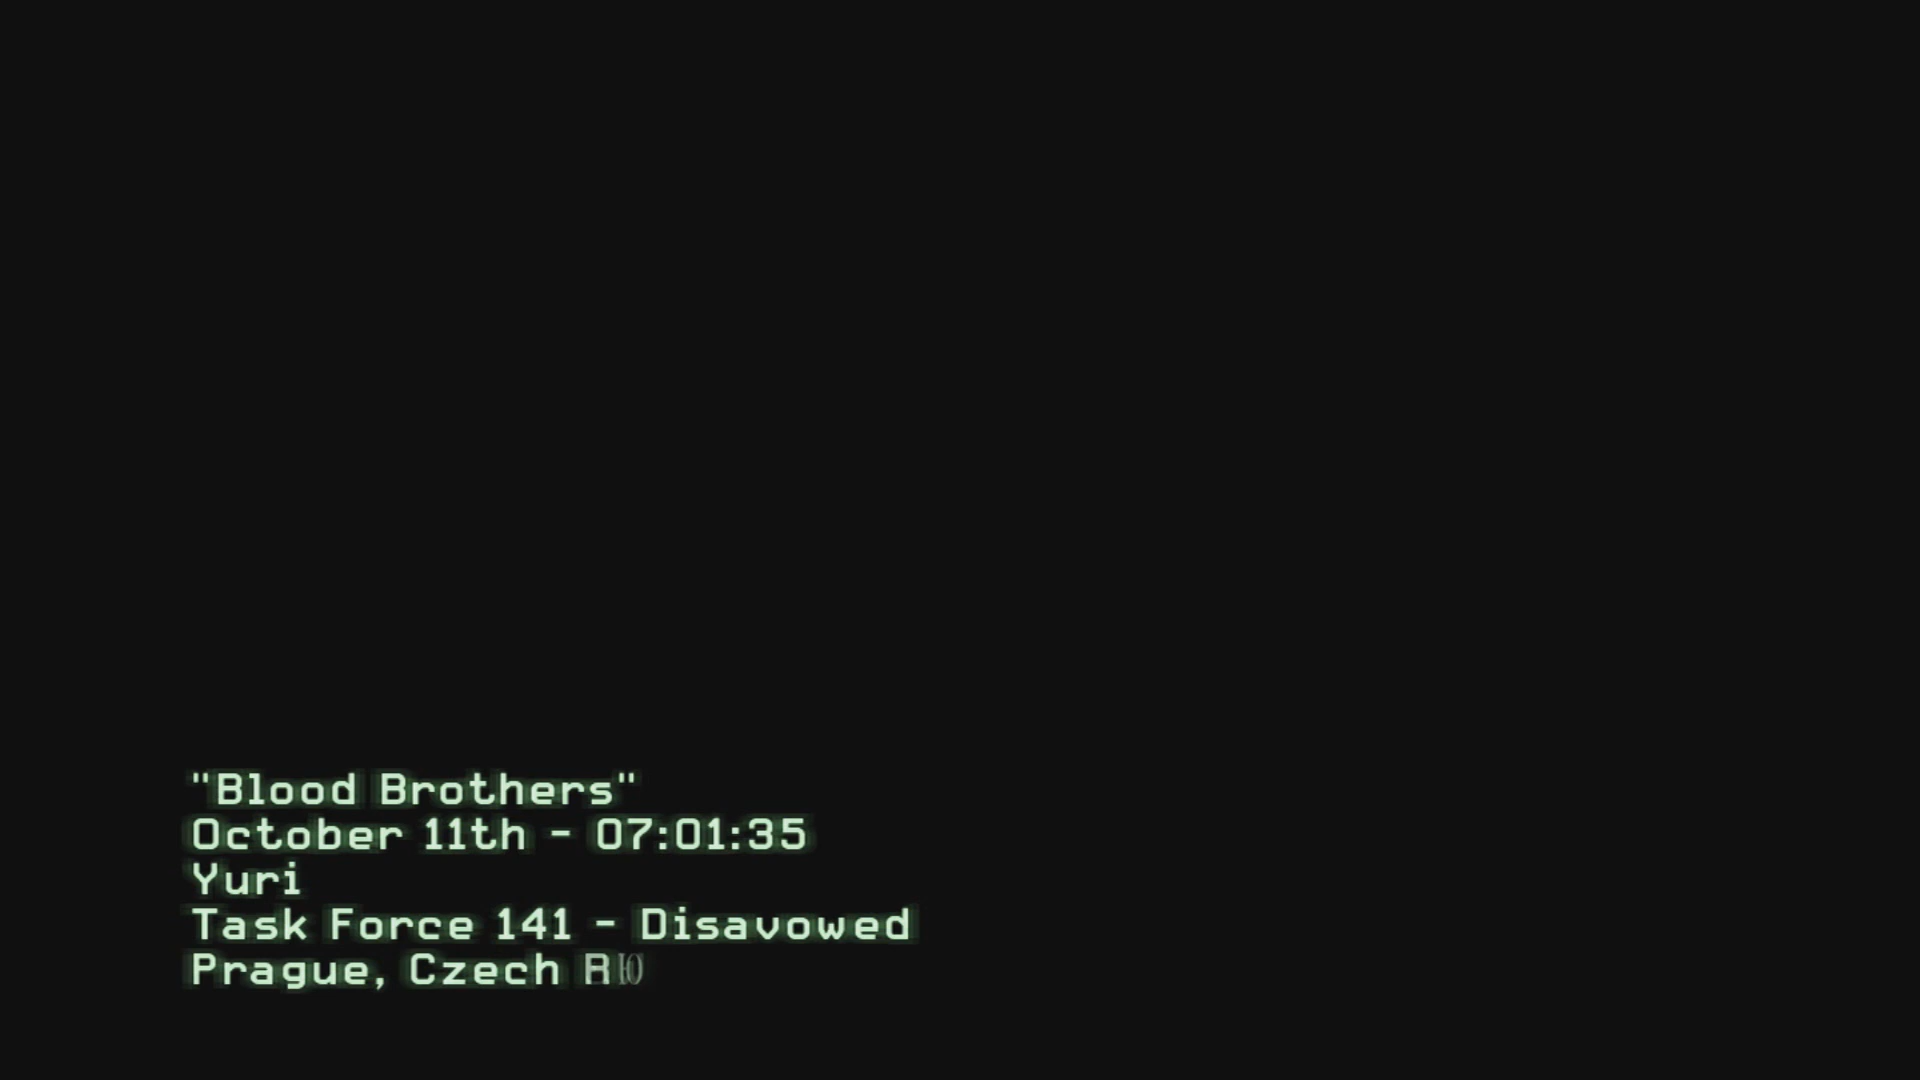 "Blood Brothers"
October 11th - 07:01:35
Yuri
Task Force 141 - Disavowed
Prague, Czech R